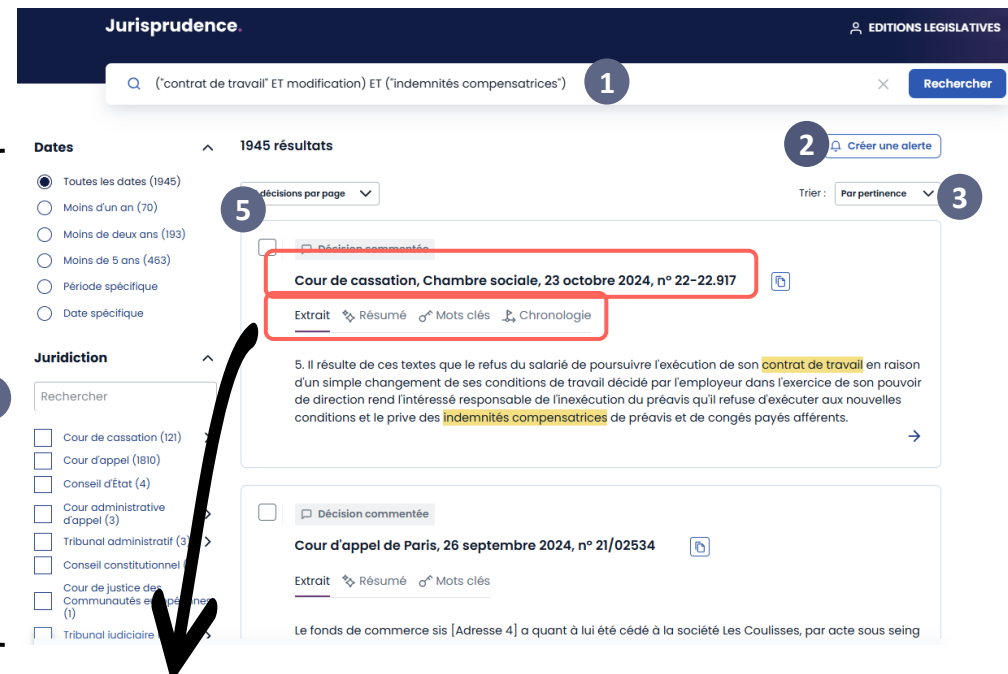 Jurisprudence.
EDITIONS LEGISLATIVES
("contrat de travail" ET modification) ET ("indemnités compensatrices")
1
Rechercher
Dates
1945 résultats
2
Créer une alerte
Toutes les dates (1945)
Moins d'un an (70)
Moins de deux ans (193)
Moins de 5 ans (463)
Période spécifique
Date spécifique
5
décisions par page
Trier :
Par pertinence
3
Décision commentée
Cour de cassation, Chambre sociale, 23 octobre 2024, n° 22-22.917
Extrait
Résumé
Mots clés
Chronologie
5. Il résulte de ces textes que le refus du salarié de poursuivre l'exécution de son contrat de travail en raison
d'un simple changement de ses conditions de travail décidé par l'employeur dans l'exercice de son pouvoir
de direction rend l'intéressé responsable de l'inexécution du préavis qu'il refuse d'exécuter aux nouvelles
conditions et le prive des indemnités compensatrices de préavis et de congés payés afférents.
Juridiction
Rechercher
Cour de cassation (121)
Cour d'appel (1810)
Conseil d'État (4)
Cour administrative
d'appel (3)
Tribunal administratif (3)
Conseil constitutionnel
Cour de justice des
Communautés
(1)
Tribunal judiciaire
Décision commentée
Cour d'appel de Paris, 26 septembre 2024, n° 21/02534
Extrait
Résumé
Mots clés
Le fonds de commerce sis [Adresse 4] a quant à lui été cédé à la société Les Coulisses, par acte sous seing